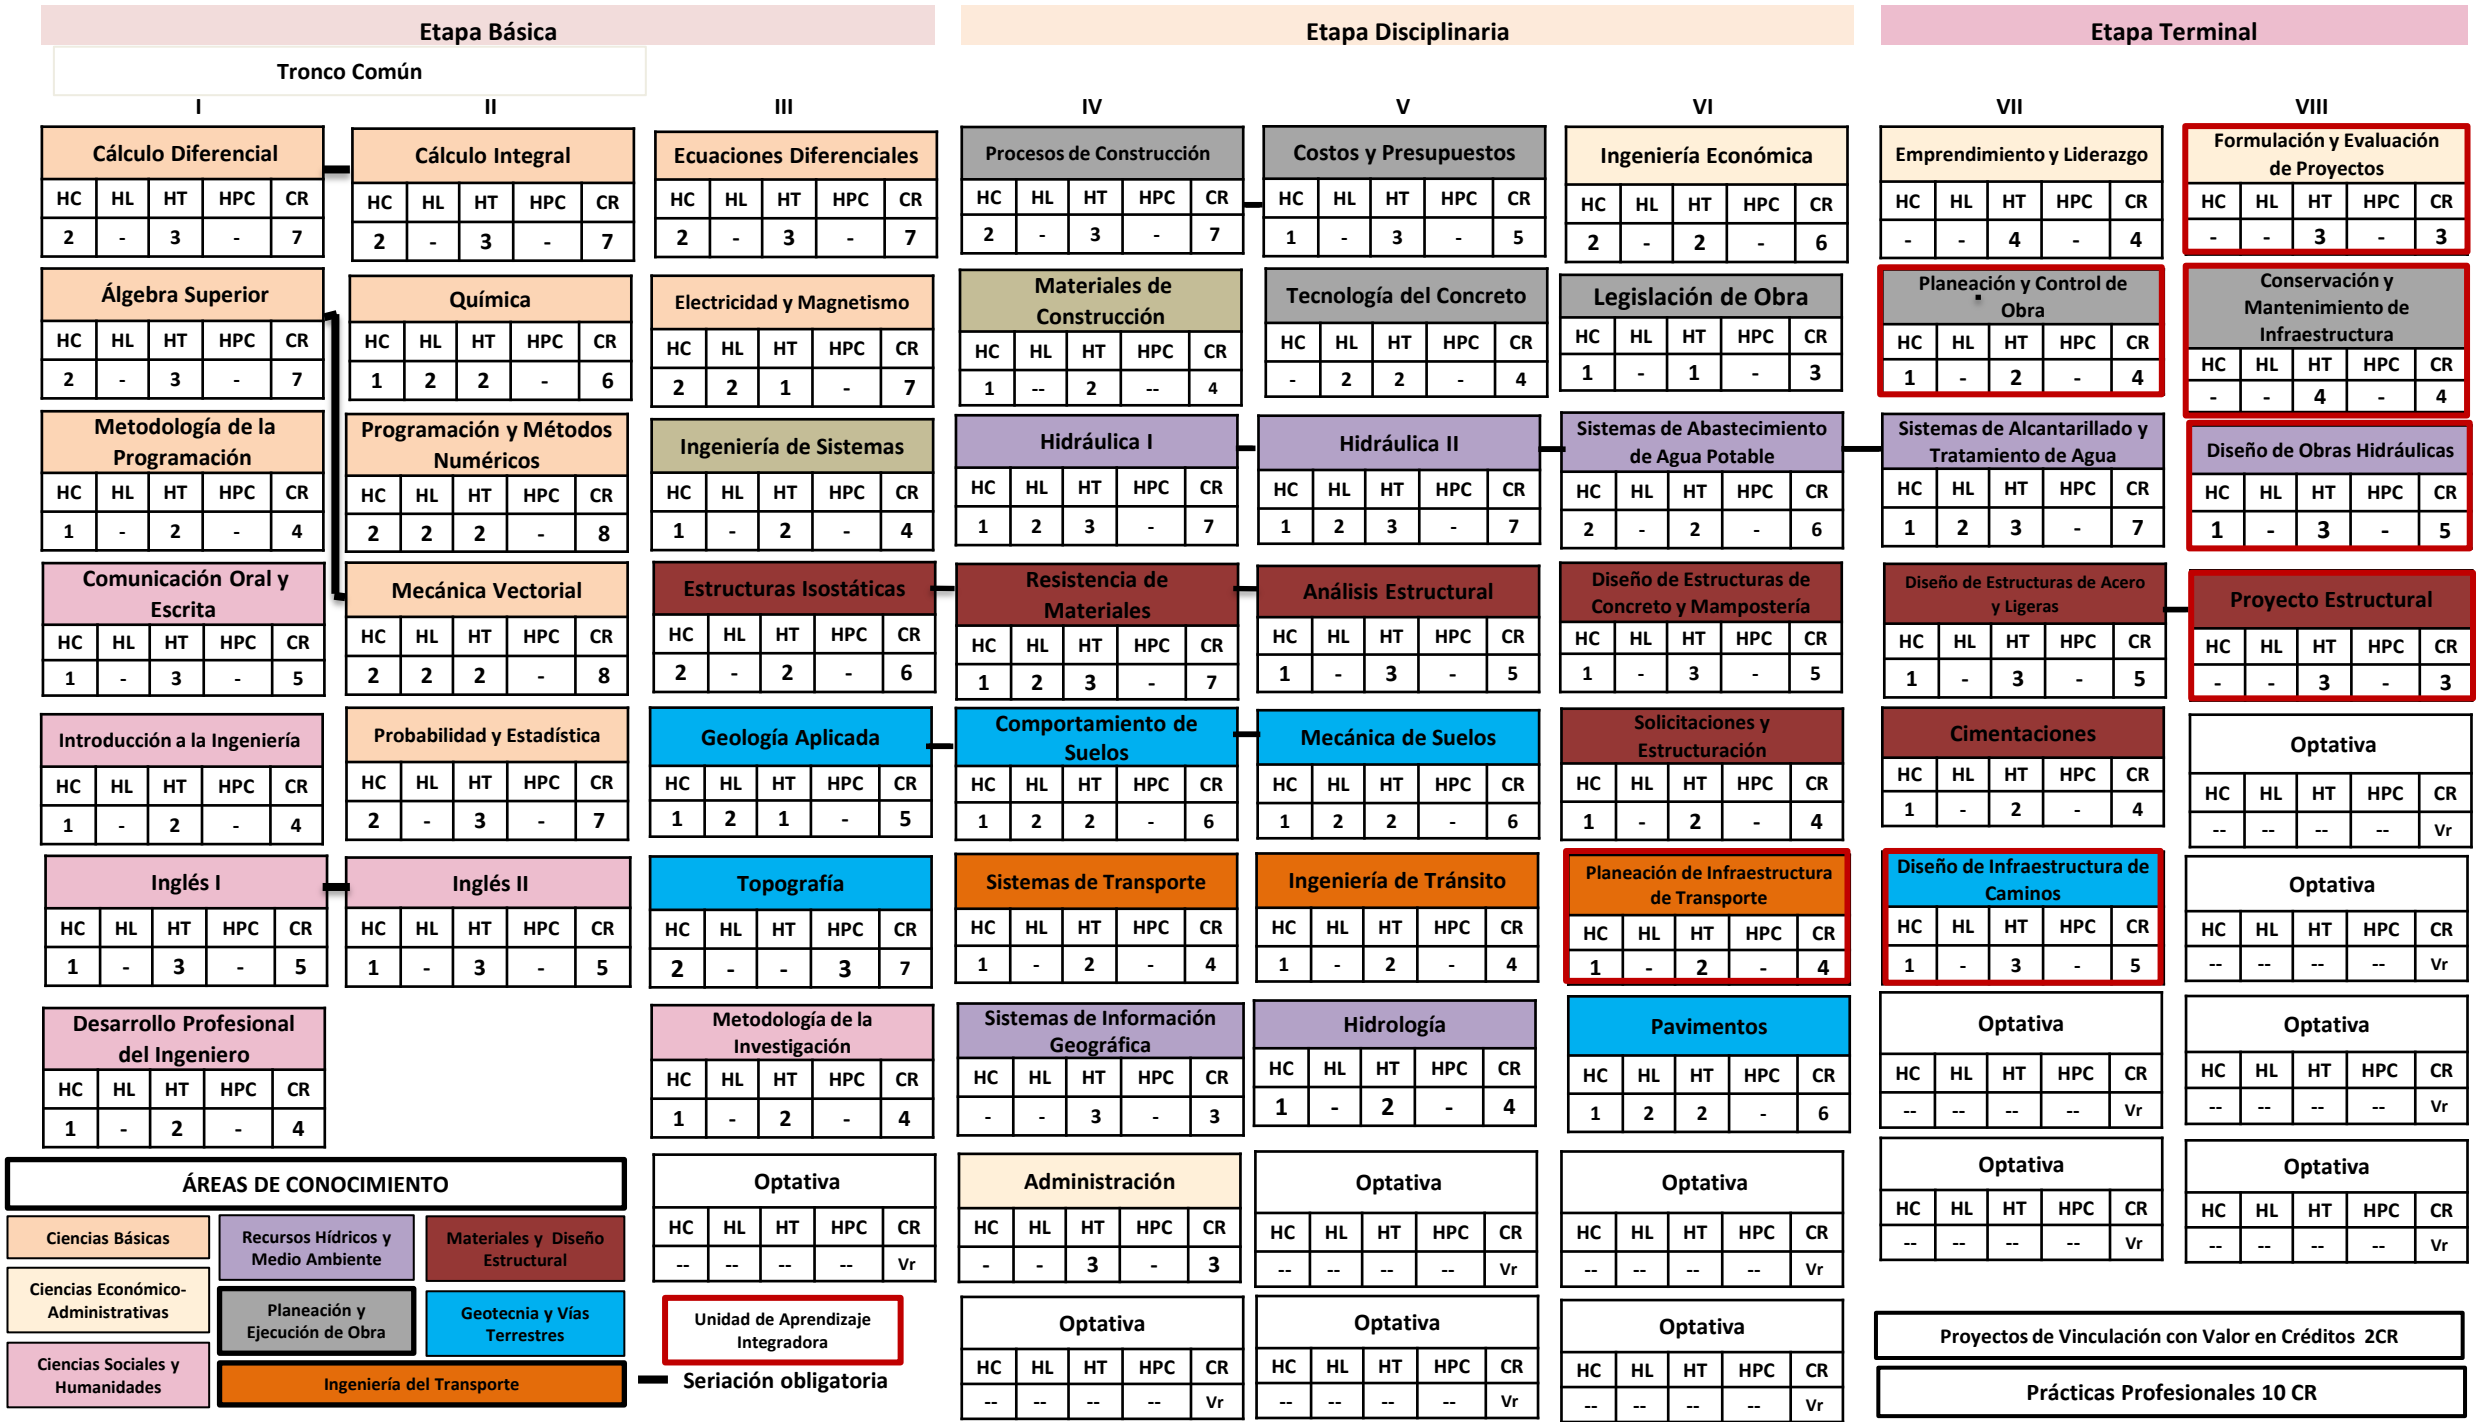 Etapa Básica
Etapa Disciplinaria
Etapa Terminal
Tronco Común
I
II
III
IV
V
VI
VII
VIII
Cálculo Diferencial
HC HL HT HPC CR
2 - 3 - 7
Álgebra Superior
HC HL HT HPC CR
2 - 3 - 7
Metodología de la
Programación
HC HL HT HPC CR
1 - 2 - 4
Comunicación Oral y
Escrita
HC HL HT HPC CR
1 - 3 - 5
Introducción a la Ingeniería
HC HL HT HPC CR
1 - 2 - 4
Inglés I
HC HL HT HPC CR
1 - 3 - 5
Desarrollo Profesional
del Ingeniero
HC HL HT HPC CR
1 - 2 - 4
Cálculo Integral
HC HL HT HPC CR
2 - 3 - 7
Química
HC HL HT HPC CR
1 2 2 - 6
Programación y Métodos
Numéricos
HC HL HT HPC CR
2 2 2 - 8
Mecánica Vectorial
HC HL HT HPC CR
2 2 2 - 8
Probabilidad y Estadística
HC HL HT HPC CR
2 - 3 - 7
Inglés II
HC HL HT HPC CR
1 - 3 - 5
Ecuaciones Diferenciales
HC HL HT HPC CR
2 - 3 - 7
Electricidad y Magnetismo
HC HL HT HPC CR
2 2 1 - 7
Ingeniería de Sistemas
HC HL HT HPC CR
1 - 2 - 4
Estructuras Isostáticas
HC HL HT HPC CR
2 - 2 - 6
Geología Aplicada
HC HL HT HPC CR
1 2 1 - 5
Topografía
HC HL HT HPC CR
2 - - 3 7
Metodología de la
Investigación
HC HL HT HPC CR
1 - 2 - 4
Optativa
HC HL HT HPC CR
-- -- -- -- Vr
Procesos de Construcción
HC HL HT HPC CR
2 - 3 - 7
Materiales de
Construcción
HC HL HT HPC CR
1 -- 2 -- 4
Hidráulica I
HC HL HT HPC CR
1 2 3 - 7
Resistencia de
Materiales
HC HL HT HPC CR
1 2 3 - 7
Comportamiento de
Suelos
HC HL HT HPC CR
1 2 2 - 6
Sistemas de Transporte
HC HL HT HPC CR
1 - 2 - 4
Sistemas de Información
Geográfica
HC HL HT HPC CR
- - 3 - 3
Administración
HC HL HT HPC CR
- - 3 - 3
Optativa
HC HL HT HPC CR
-- -- -- -- Vr
Costos y Presupuestos
HC HL HT HPC CR
1 - 3 - 5
Tecnología del Concreto
HC HL HT HPC CR
- 2 2 - 4
Hidráulica II
HC HL HT HPC CR
1 2 3 - 7
Análisis Estructural
HC HL HT HPC CR
1 - 3 - 5
Mecánica de Suelos
HC HL HT HPC CR
1 2 2 - 6
Ingeniería de Tránsito
HC HL HT HPC CR
1 - 2 - 4
Hidrología
HC HL HT HPC CR
1 - 2 - 4
Optativa
HC HL HT HPC CR
-- -- -- -- Vr
Optativa
HC HL HT HPC CR
-- -- -- -- Vr
Ingeniería Económica
HC HL HT HPC CR
2 - 2 - 6
Legislación de Obra
HC HL HT HPC CR
1 - 1 - 3
Sistemas de Abastecimiento
de Agua Potable
HC HL HT HPC CR
2 - 2 - 6
Diseño de Estructuras de
Concreto y Mampostería
HC HL HT HPC CR
1 - 3 - 5
Solicitaciones y
Estructuración
HC HL HT HPC CR
1 - 2 - 4
Planeación de Infraestructura
de Transporte
HC HL HT HPC CR
1 - 2 - 4
Pavimentos
HC HL HT HPC CR
1 2 2 - 6
Optativa
HC HL HT HPC CR
-- -- -- -- Vr
Optativa
HC HL HT HPC CR
-- -- -- -- Vr
Emprendimiento y Liderazgo
HC HL HT HPC CR
- - 4 - 4
Planeación y Control de
Obra
HC HL HT HPC CR
1 - 2 - 4
Sistemas de Alcantarillado y
Tratamiento de Agua
HC HL HT HPC CR
1 2 3 - 7
Diseño de Estructuras de Acero
y Ligeras
HC HL HT HPC CR
1 - 3 - 5
Cimentaciones
HC HL HT HPC CR
1 - 2 - 4
Diseño de Infraestructura de
Caminos
HC HL HT HPC CR
1 - 3 - 5
Optativa
HC HL HT HPC CR
-- -- -- -- Vr
Optativa
HC HL HT HPC CR
-- -- -- -- Vr
Formulación y Evaluación
de Proyectos
HC HL HT HPC CR
- - 3 - 3
Conservación y
Mantenimiento de
Infraestructura
HC HL HT HPC CR
- - 4 - 4
Diseño de Obras Hidráulicas
HC HL HT HPC CR
1 - 3 - 5
Proyecto Estructural
HC HL HT HPC CR
- - 3 - 3
Optativa
HC HL HT HPC CR
-- -- -- -- Vr
Optativa
HC HL HT HPC CR
-- -- -- -- Vr
Optativa
HC HL HT HPC CR
-- -- -- -- Vr
Optativa
HC HL HT HPC CR
-- -- -- -- Vr
ÁREAS DE CONOCIMIENTO
Ciencias Básicas
Recursos Hídricos y
Medio Ambiente
Materiales y Diseño
Estructural
Ciencias Económico-
Administrativas
Planeación y
Ejecución de Obra
Geotecnia y Vías
Terrestres
Ciencias Sociales y
Humanidades
Ingeniería del Transporte
Unidad de Aprendizaje
Integradora
Seriación obligatoria
Proyectos de Vinculación con Valor en Créditos 2CR
Prácticas Profesionales 10 CR